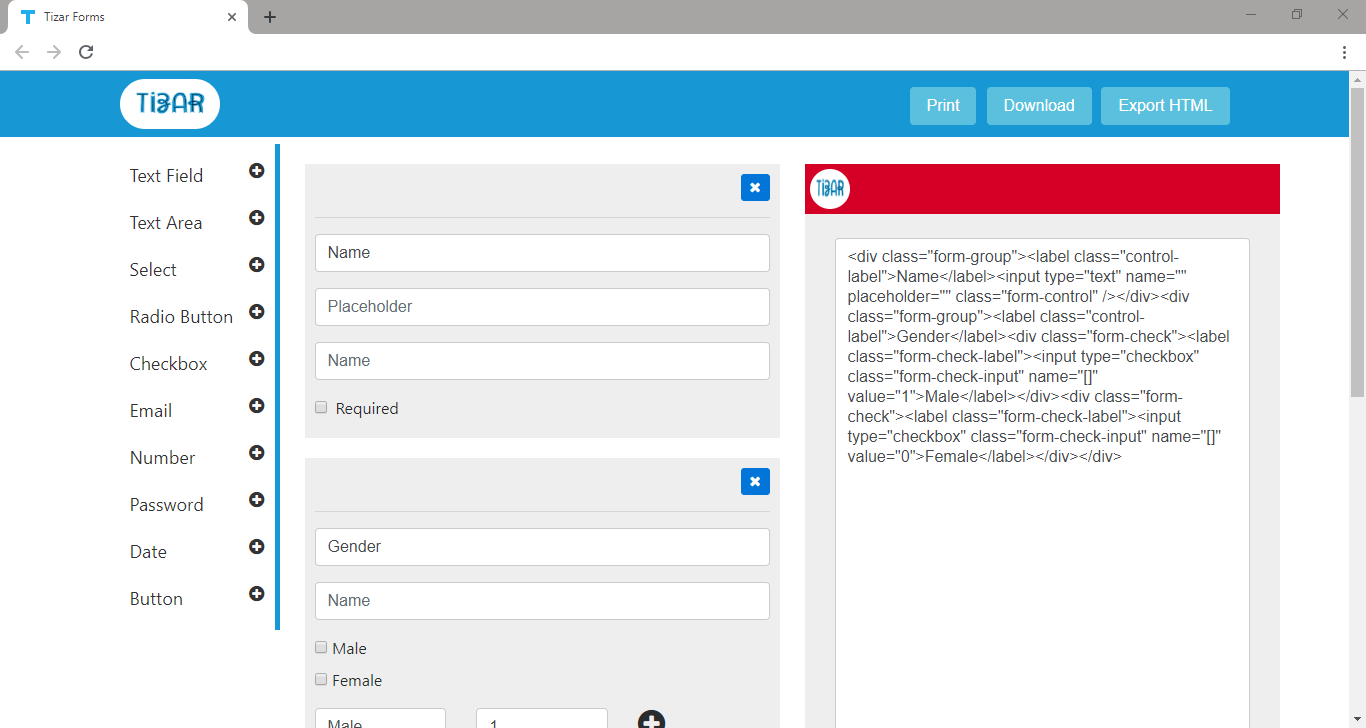 Tizar Forms
TIZAR
Print
Download
Export HTML
Text Field
Text Area
Select
Radio Button
Checkbox
Email
Number
Password
Date
Button
Name
Placeholder
Name
Required
Gender
Name
Male
Female
Male
1
TIZAR
<div class="form-group"><label class="control-
label">Name</label><input type="text" name=""
placeholder="" class="form-control" /></div><div
class="form-group"><label class="control-
label">Gender</label><div class="form-check"><label
class="form-check-label"><input type="checkbox"
class="form-check-input" name="[]"
value="1">Male</label></div><div class="form-
check"><label class="form-check-label"><input
type="checkbox" class="form-check-input" name="[]"
value="0">Female</label></div></div>